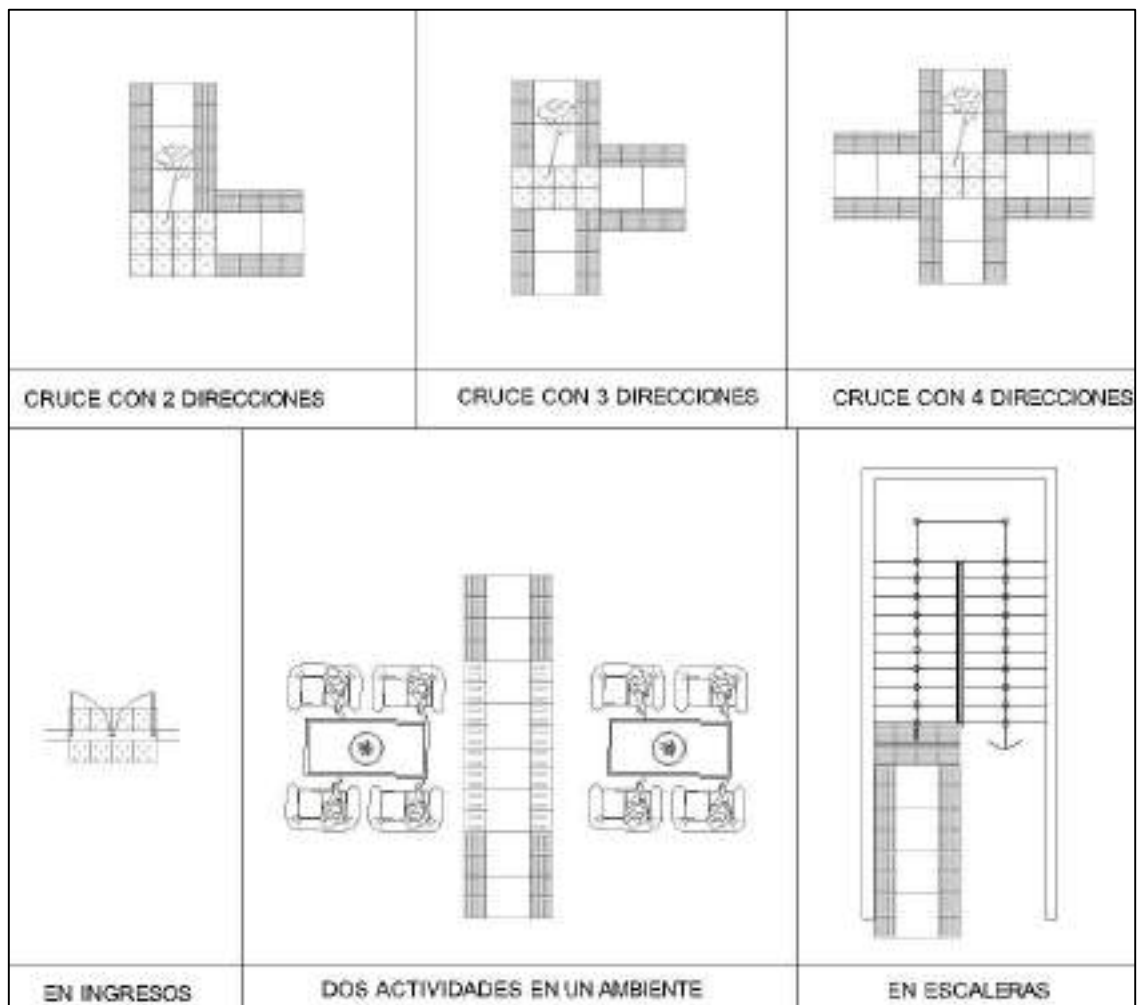 CRUCE CON 2 DIRECCIONES
CRUCE CON 3 DIRECCIONES
CRUCE CON 4 DIRECCIONES
EN INGRESOS
DOS ACTIVIDADES EN UN AMBIENTE
EN ESCALERAS